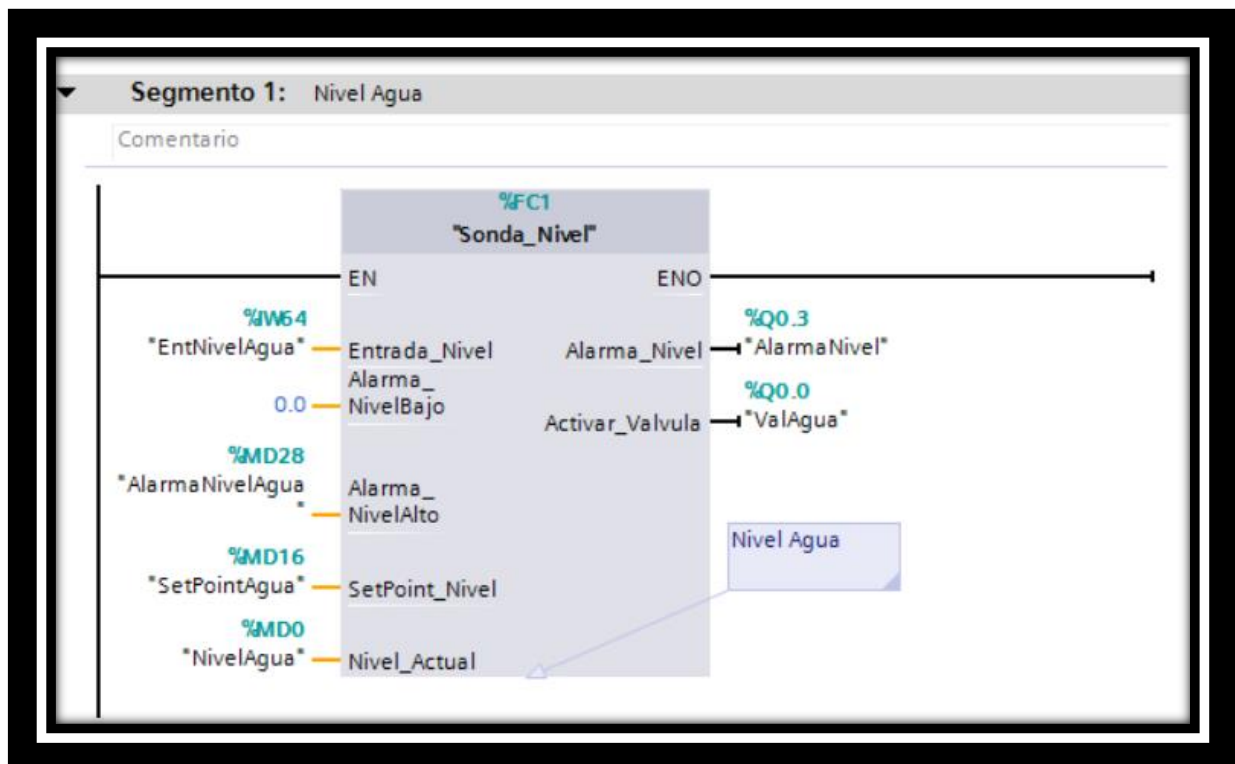 Segmento 1: Nivel Agua
Comentario
%FC1
"Sonda_Nivel"
EN ENO
%IW64
"EntNivelAgua" Entrada_Nivel
Alarma_Nivel %Q0.3
"AlarmaNivel"
0.0 Alarma_
NivelBajo
Activar_Valvula %Q0.0
"ValAgua"
%MD28
"AlarmaNivelAgua
" Alarma_
NivelAlto
%MD16
"SetPointAgua" SetPoint_Nivel
%MD0
"NivelAgua" Nivel_Actual
Nivel Agua